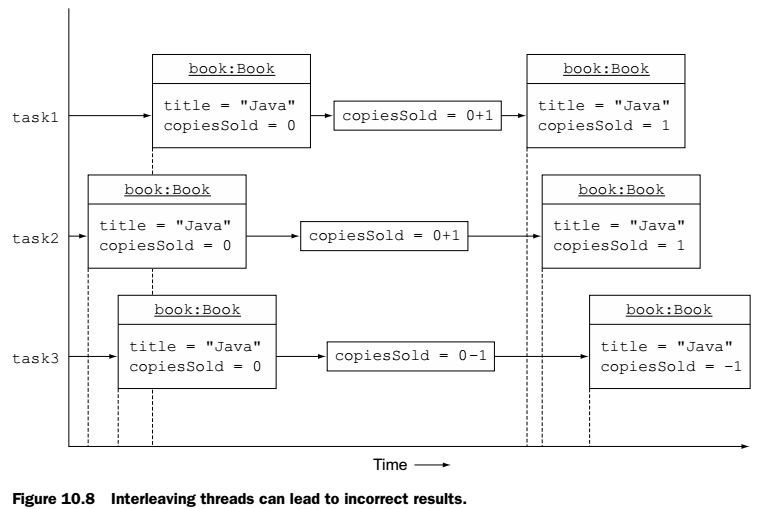 book:Book
title = "Java"
copiesSold = 0
task1
copiesSold = 0+1
book:Book
title = "Java"
copiesSold = 1
book:Book
title = "Java"
copiesSold = 0
task2
copiesSold = 0+1
book:Book
title = "Java"
copiesSold = 1
book:Book
title = "Java"
copiesSold = 0
task3
copiesSold = 0-1
book:Book
title = "Java"
copiesSold = -1
Time
Figure 10.8 Interleaving threads can lead to incorrect results.